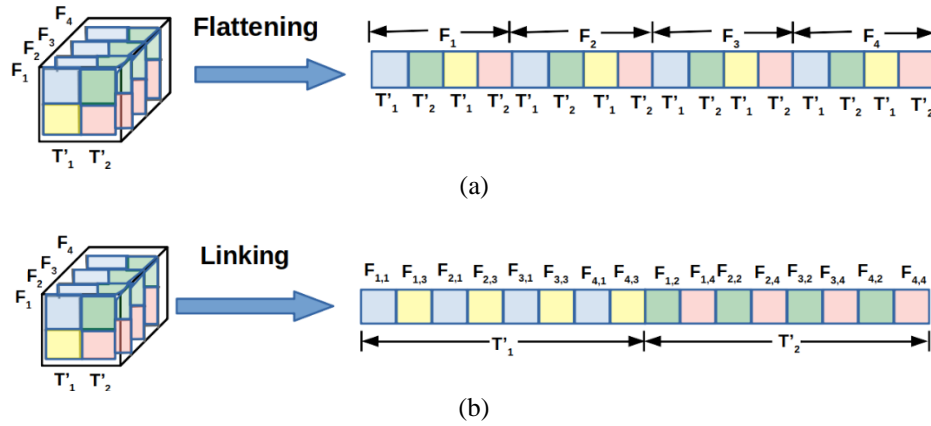 F₄
F₃
F₂
F₁
T'₁ T'₂
Flattening
F₁ F₂ F₃ F₄
T'₁ T'₂ T'₁ T'₂ T'₁ T'₂ T'₁ T'₂ T'₁ T'₂ T'₁ T'₂ T'₁ T'₂ T'₁ T'₂
(a)
F₄
F₃
F₂
F₁
T'₁ T'₂
Linking
F₁,₁ F₁,₃ F₂,₁ F₂,₃ F₃,₁ F₃,₃ F₄,₁ F₄,₃ F₁,₂ F₁,₄ F₂,₂ F₂,₄ F₃,₂ F₃,₄ F₄,₂ F₄,₄
T'₁ T'₂
(b)